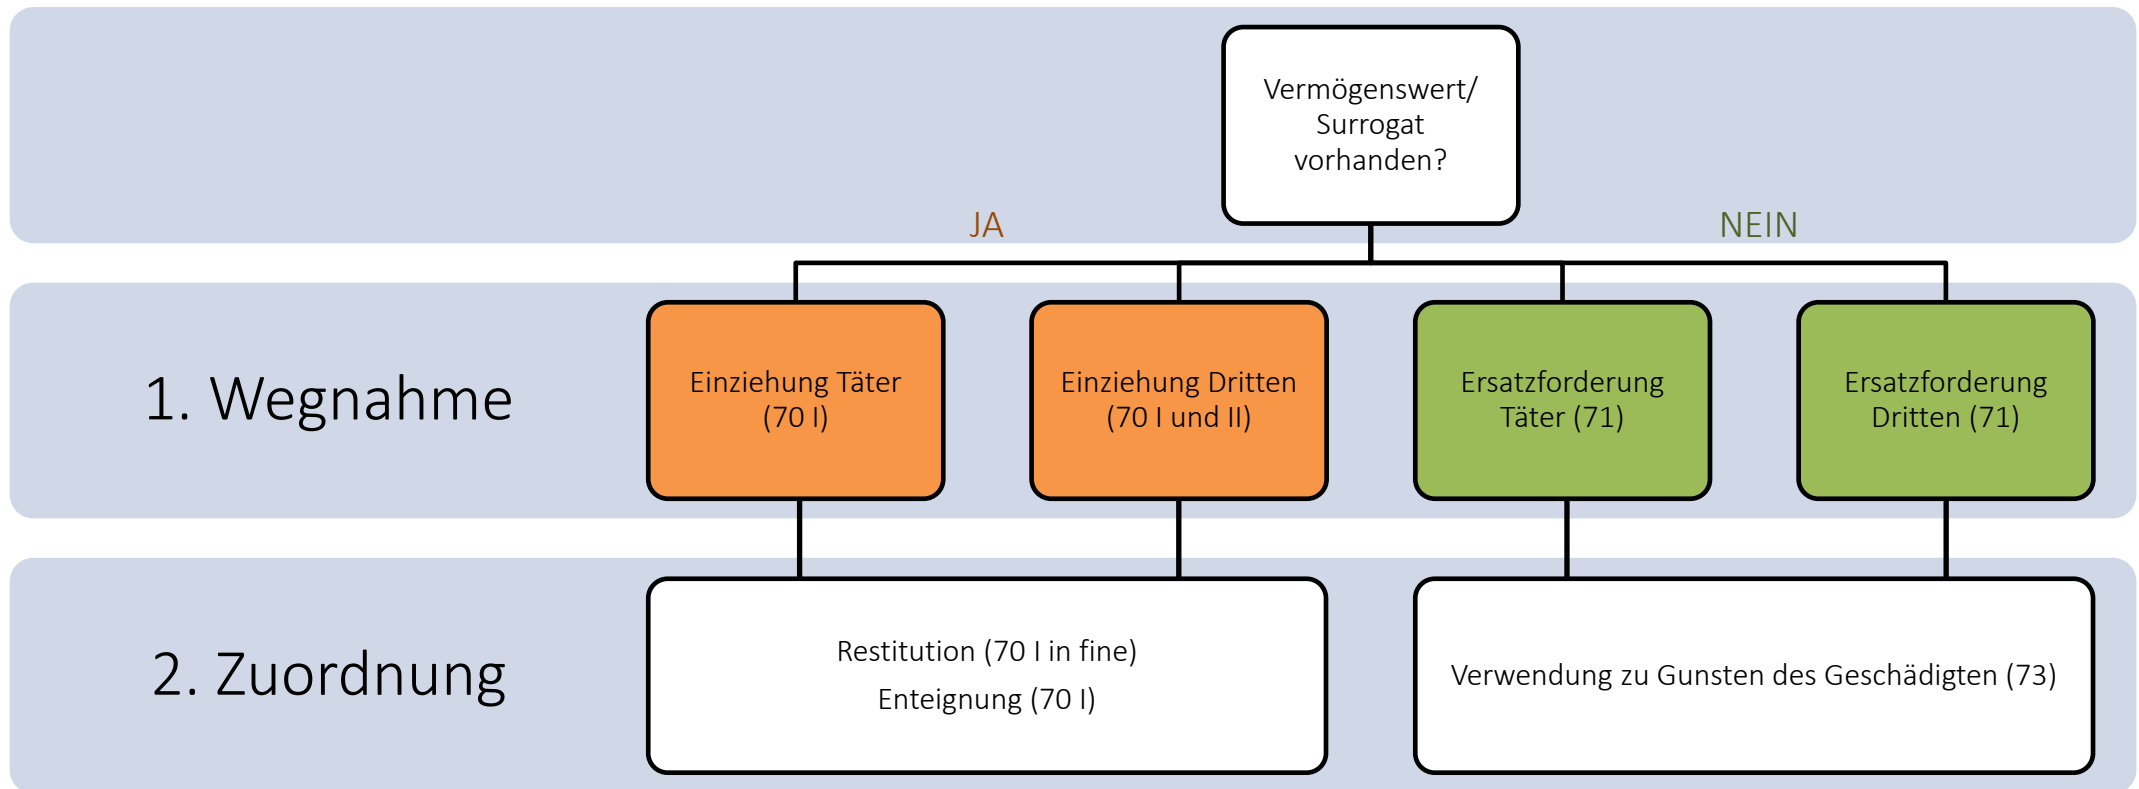 Vermögenswert/
Surrogat
vorhanden?
JA
NEIN
1. Wegnahme
Einziehung Täter
(70 I)
Einziehung Dritten
(70 I und II)
Ersatzforderung
Täter (71)
Ersatzforderung
Dritten (71)
2. Zuordnung
Restitution (70 I in fine)
Enteignung (70 I)
Verwendung zu Gunsten des Geschädigten (73)